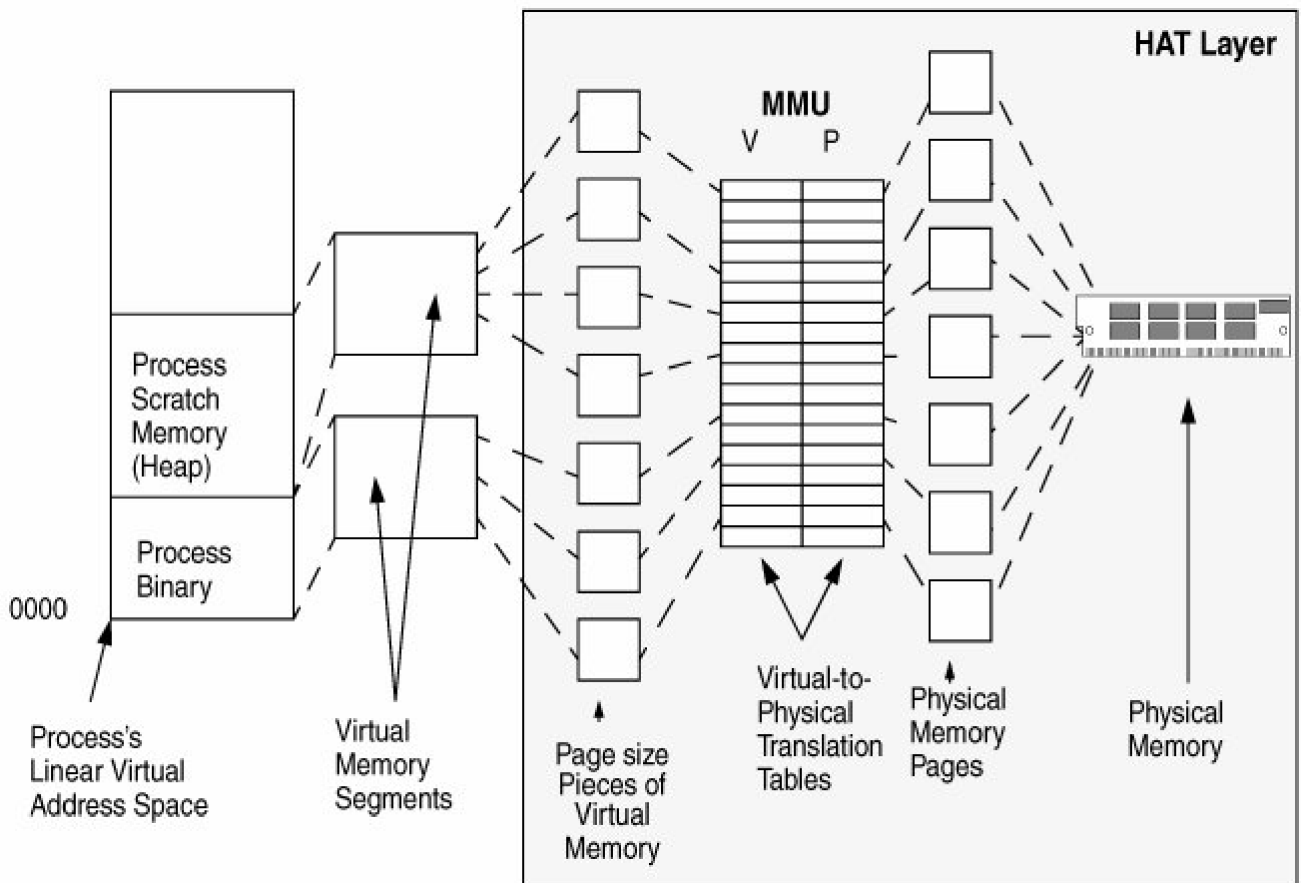 HAT Layer
MMU
V P
Process
Scratch
Memory
(Heap)
Process
Binary
0000
Process's
Linear Virtual
Address Space
Virtual
Memory
Segments
Page size
Pieces of
Virtual
Memory
Virtual-to-
Physical
Translation
Tables
Physical
Memory
Pages
Physical
Memory